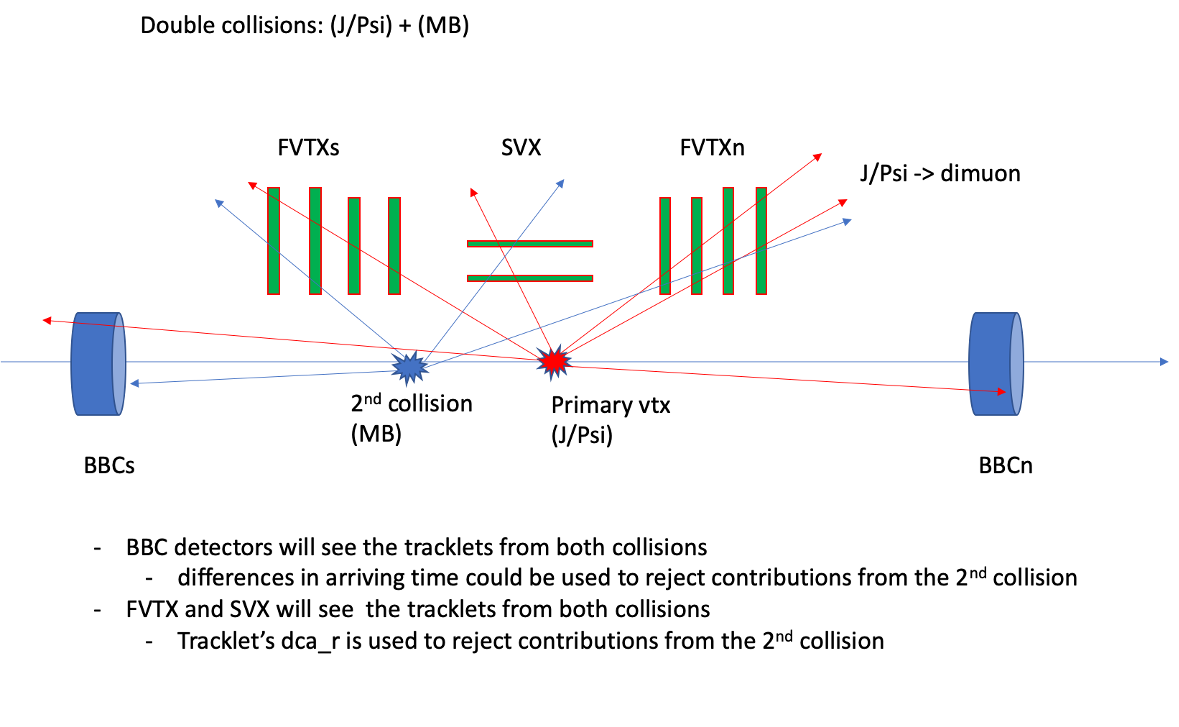 Double collisions: (J/Psi) + (MB)
FVTXs
SVX
FVTXn
J/Psi -> dimuon
2nd collision
(MB)
Primary vtx
(J/Psi)
BBCs
BBCn
- BBC detectors will see the tracklets from both collisions
- differences in arriving time could be used to reject contributions from the 2nd collision
- FVTX and SVX will see the tracklets from both collisions
- Tracklet’s dca_r is used to reject contributions from the 2nd collision